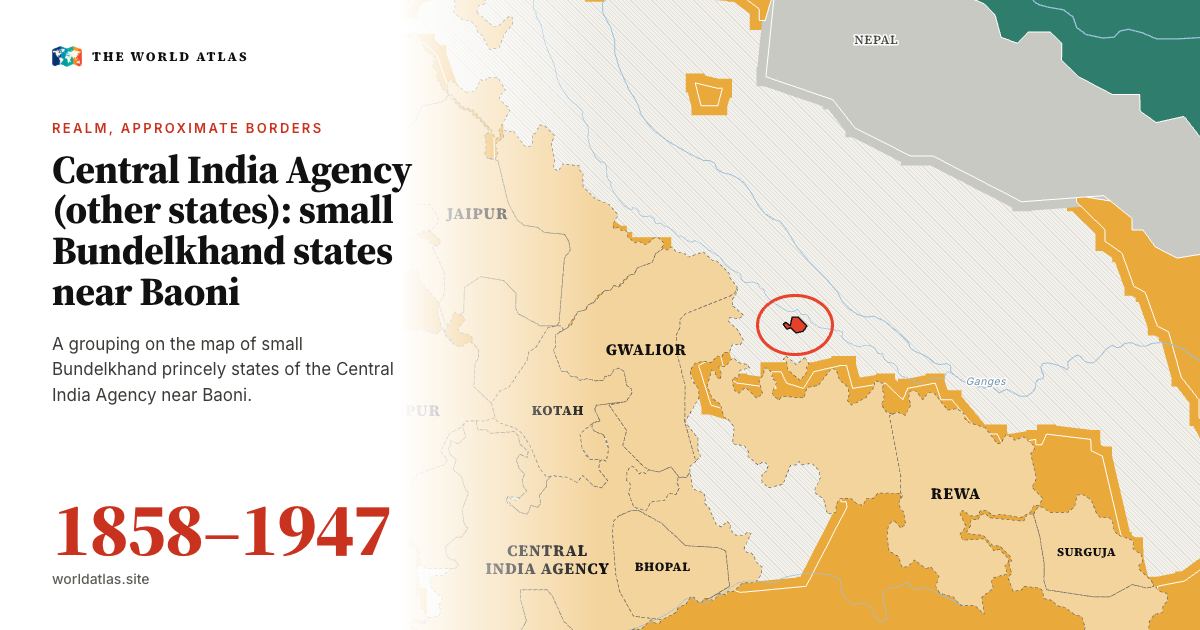 THE WORLD ATLAS
REALM, APPROXIMATE BORDERS
Central India Agency
(other states): small
Bundelkhand states
near Baoni
A grouping on the map of small
Bundelkhand princely states of the Central
India Agency near Baoni.
1858–1947
worldatlas.site
NEPAL
JAIPUR
GWALIOR
Ganges
PUR
KOTAH
REWA
CENTRAL
INDIA AGENCY
BHOPAL
SURGUJA